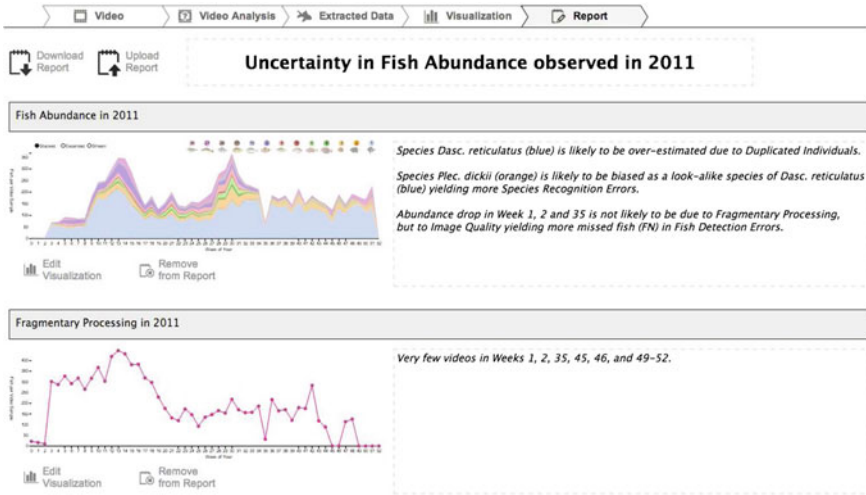 Video
Video Analysis
Extracted Data
Visualization
Report
Download
Report
Upload
Report
Uncertainty in Fish Abundance observed in 2011
Fish Abundance in 2011
Species Dasc. reticulatus (blue) is likely to be over-estimated due to Duplicated Individuals.
Species Plec. dickii (orange) is likely to be biased as a look-alike species of Dasc. reticulatus
(blue) yielding more Species Recognition Errors.
Abundance drop in Week 1, 2 and 35 is not likely to be due to Fragmentary Processing,
but to Image Quality yielding more missed fish (FN) in Fish Detection Errors.
Week of Year
Edit
Visualization
Remove
from Report
Fragmentary Processing in 2011
Very few videos in Weeks 1, 2, 35, 45, 46, and 49-52.
Week of Year
Edit
Visualization
Remove
from Report